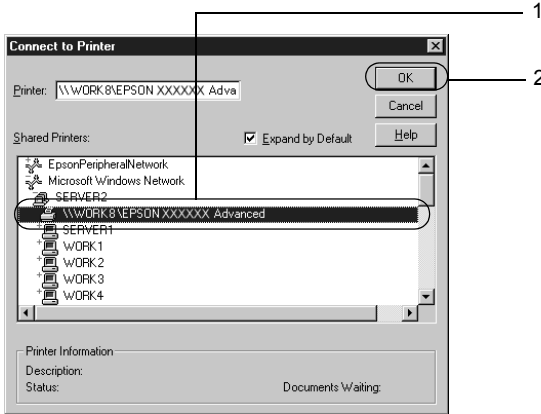 1
Connect to Printer
OK
2
Printer: \\WORK8\EPSON XXXXXX Adva
Cancel
Shared Printers:
Expand by Default
Help
EpsonPeripheralNetwork
Microsoft Windows Network
SERVER2
\\WORK8\EPSON XXXXXX Advanced
SERVER1
WORK1
WORK2
WORK3
WORK4
Printer Information
Description:
Status: Documents Waiting: